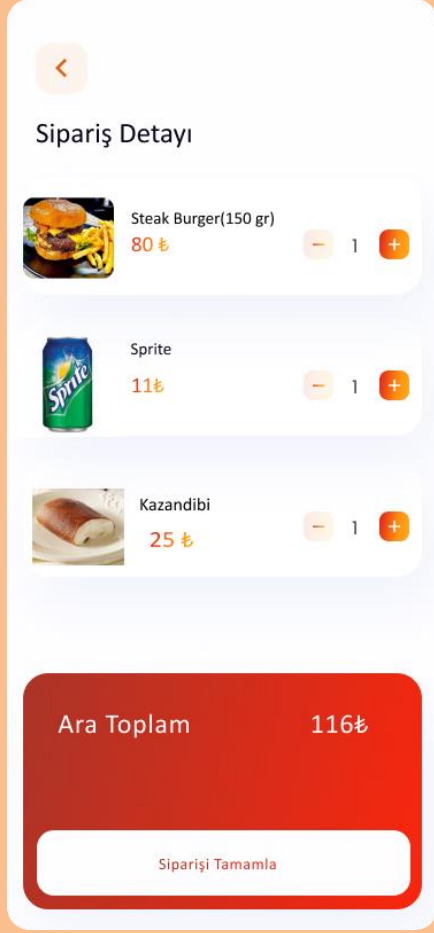 Sipariş Detayı
Steak Burger(150 gr)
80 ₺
1
Sprite
Sprite
11₺
1
Kazandibi
25 ₺
1
Ara Toplam 116₺
Siparişi Tamamla